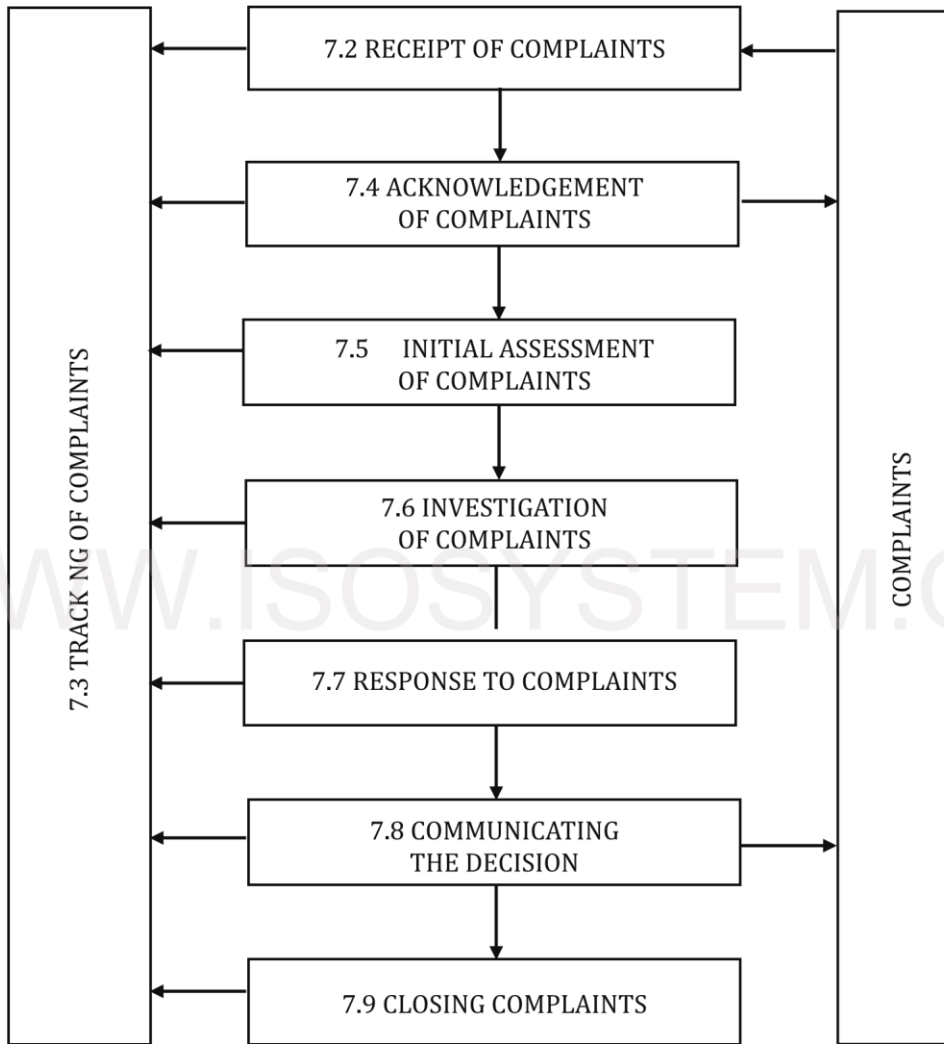 7.2 RECEIPT OF COMPLAINTS
7.4 ACKNOWLEDGEMENT
OF COMPLAINTS
7.5 INITIAL ASSESSMENT
OF COMPLAINTS
7.6 INVESTIGATION
OF COMPLAINTS
7.7 RESPONSE TO COMPLAINTS
7.8 COMMUNICATING
THE DECISION
7.9 CLOSING COMPLAINTS
7.3 TRACK NG OF COMPLAINTS
COMPLAINTS
WW.ISOSYSTEM.